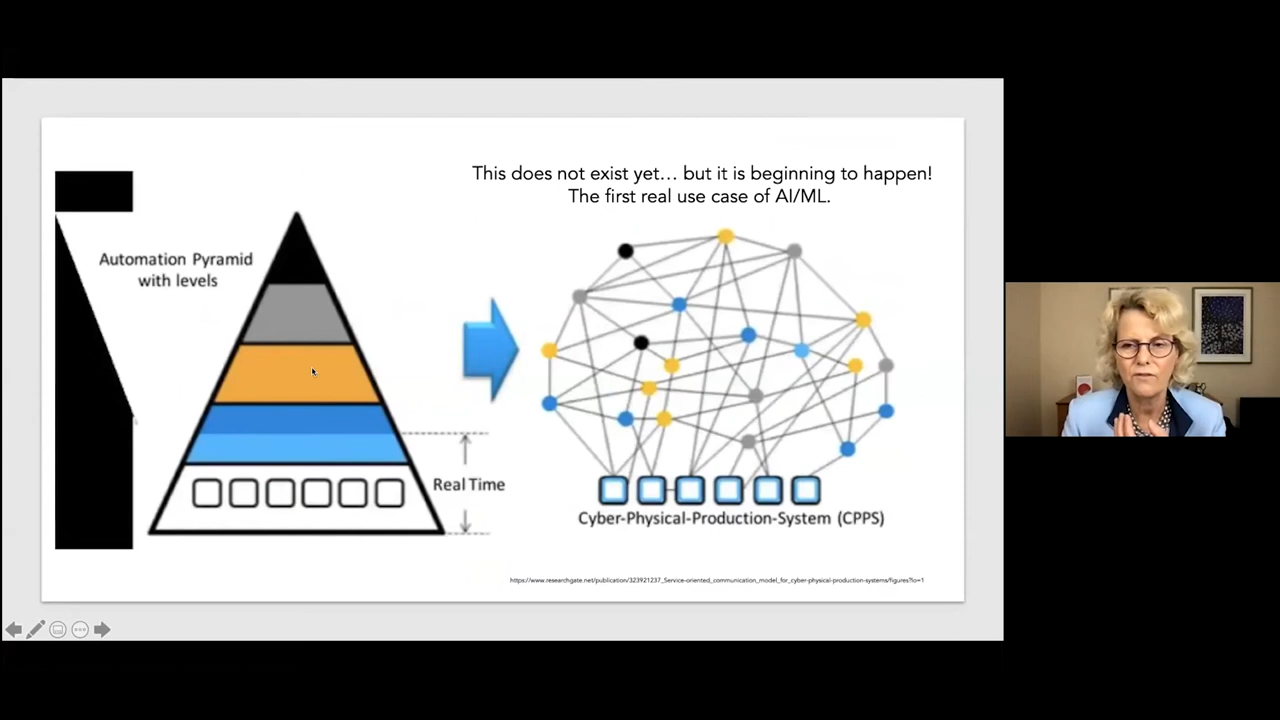 This does not exist yet... but it is beginning to happen!
The first real use case of AI/ML.
Automation Pyramid
with levels
Real Time
Cyber-Physical-Production-System (CPPS)
https://www.researchgate.net/publication/323921237_Service-oriented_communication_model_for_cyber-physical-production-systems/figures?lo=1